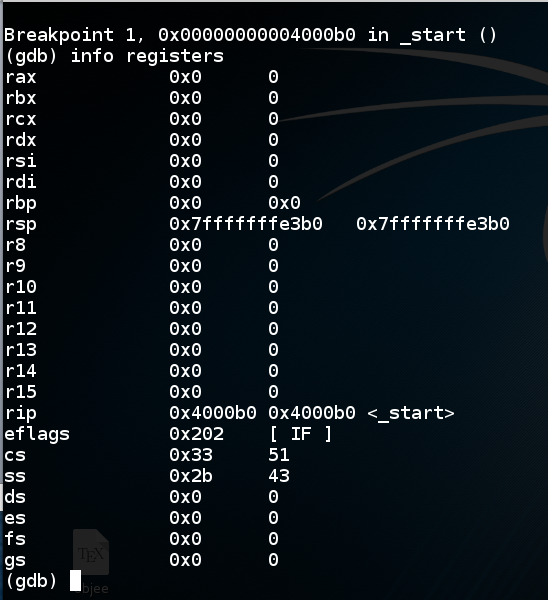 Breakpoint 1, 0x00000000004000b0 in _start ()
(gdb) info registers
rax 0x0 0
rbx 0x0 0
rcx 0x0 0
rdx 0x0 0
rsi 0x0 0
rdi 0x0 0
rbp 0x0 0x0
rsp 0x7fffffffe3b0 0x7fffffffe3b0
r8 0x0 0
r9 0x0 0
r10 0x0 0
r11 0x0 0
r12 0x0 0
r13 0x0 0
r14 0x0 0
r15 0x0 0
rip 0x4000b0 0x4000b0 <_start>
eflags 0x202 [ IF ]
cs 0x33 51
ss 0x2b 43
ds 0x0 0
es 0x0 0
fs 0x0 0
gs 0x0 0
(gdb)
TEX